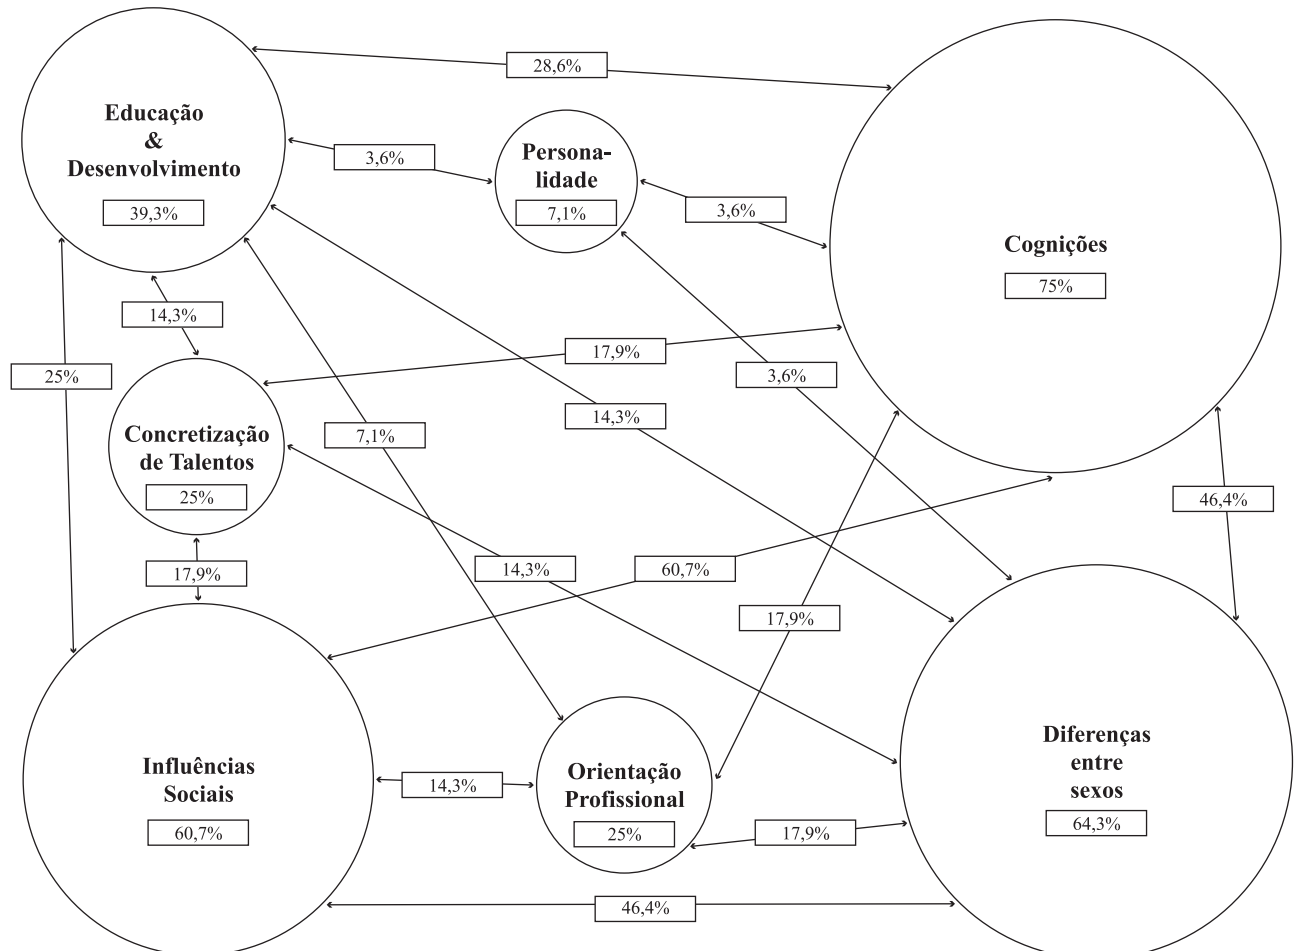 28,6%
Educação
&
Desenvolvimento
39,3%
3,6%
Persona-
lidade
7,1%
3,6%
Cognições
75%
14,3%
25%
17,9%
3,6%
14,3%
7,1%
Concretização
de Talentos
25%
46,4%
17,9%
14,3%
60,7%
17,9%
Influências
Sociais
60,7%
14,3%
Orientação
Profissional
25%
17,9%
Diferenças
entre
sexos
64,3%
46,4%